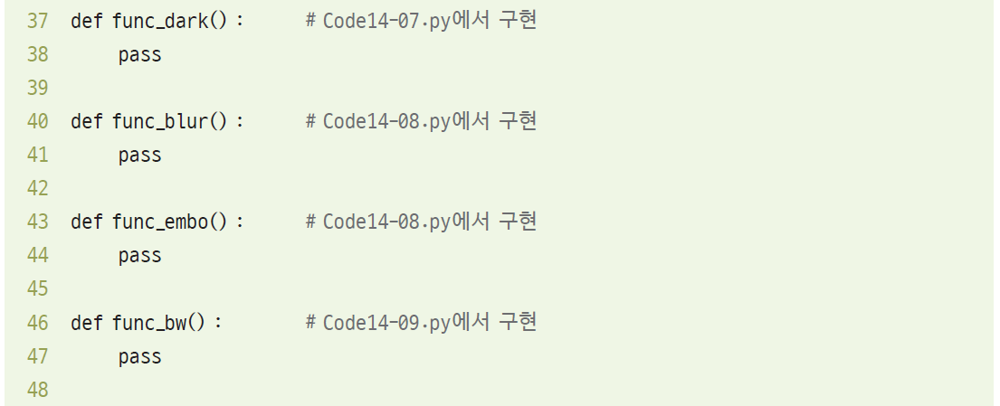 37 def func_dark() : # Code14-07.py에서 구현
38 pass
39
40 def func_blur() : # Code14-08.py에서 구현
41 pass
42
43 def func_embo() : # Code14-08.py에서 구현
44 pass
45
46 def func_bw() : # Code14-09.py에서 구현
47 pass
48